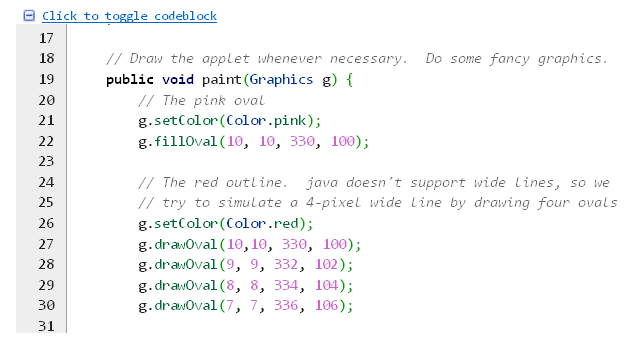 Click to toggle codeblock
17
18 // Draw the applet whenever necessary.  Do some fancy graphics.
19 public void paint(Graphics g) {
20 // The pink oval
21 g.setColor(Color.pink);
22 g.fillOval(10, 10, 330, 100);
23
24 // The red outline.  java doesn't support wide lines, so we
25 // try to simulate a 4-pixel wide line by drawing four ovals
26 g.setColor(Color.red);
27 g.drawOval(10,10, 330, 100);
28 g.drawOval(9, 9, 332, 102);
29 g.drawOval(8, 8, 334, 104);
30 g.drawOval(7, 7, 336, 106);
31